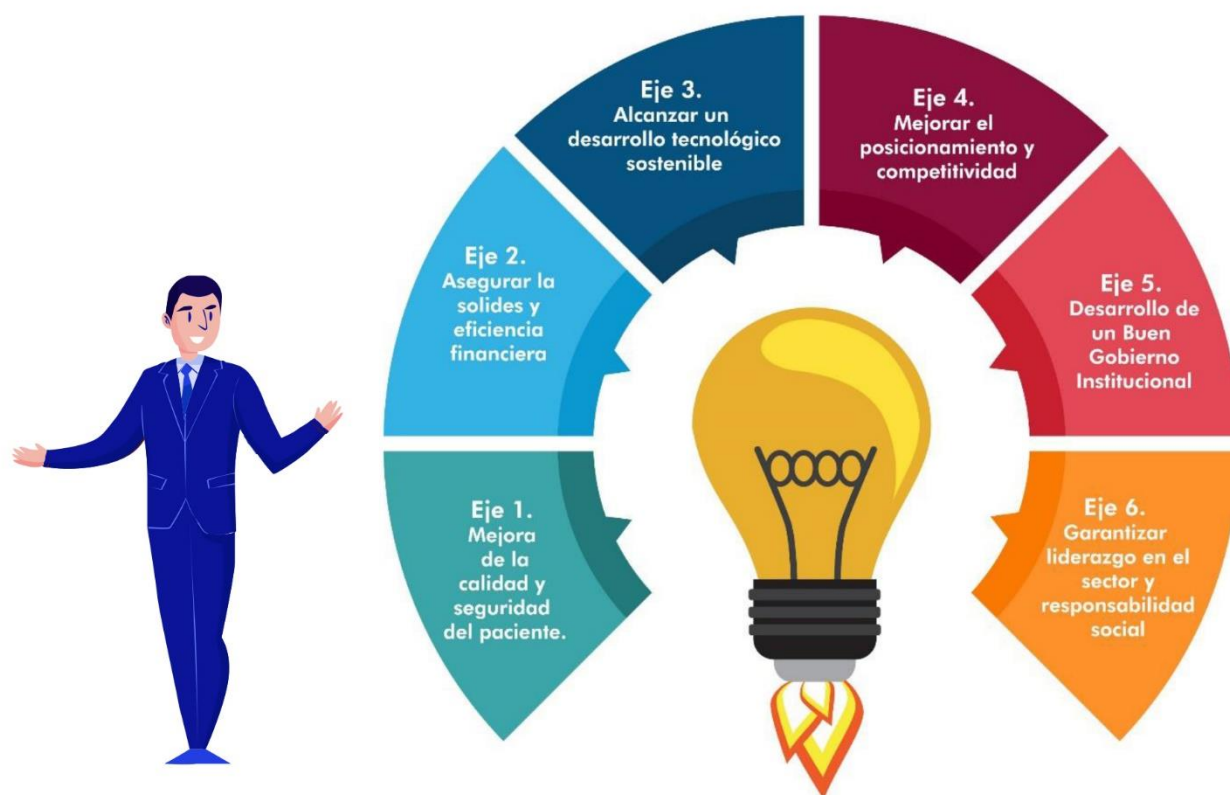 Eje 1.
Mejora
de la
calidad y
seguridad
del paciente.
Eje 2.
Asegurar la
solides y
eficiencia
financiera
Eje 3.
Alcanzar un
desarrollo tecnológico
sostenible
Eje 4.
Mejorar el
posicionamiento y
competitividad
Eje 5.
Desarrollo de
un Buen
Gobierno
Institucional
Eje 6.
Garantizar
liderazgo en el
sector y
responsabilidad
social